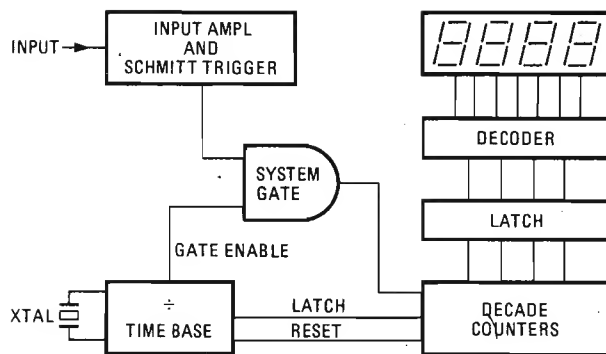 INPUT
INPUT AMPL
AND
SCHMITT TRIGGER
8888
DECODER
SYSTEM
GATE
LATCH
GATE ENABLE
XTAL
÷
TIME BASE
LATCH
RESET
DECADE
COUNTERS